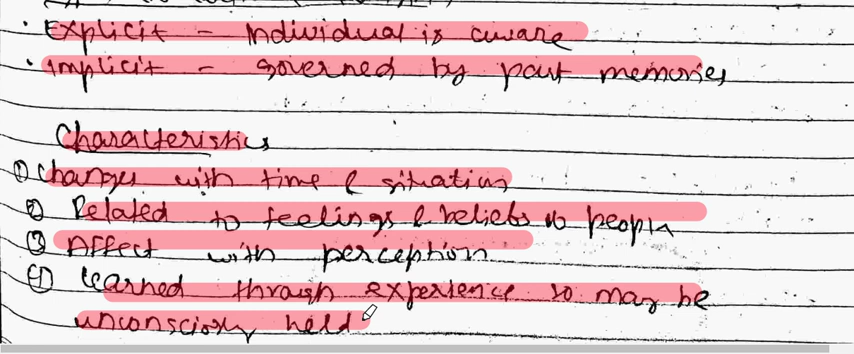 · Explicit – Individual is aware
· Implicit – governed by past memories
Characteristics
① Changes with time & situation
② Related to feelings & beliefs of people
③ Affect with perception
④ Learned through experience so may be
unconsciously held